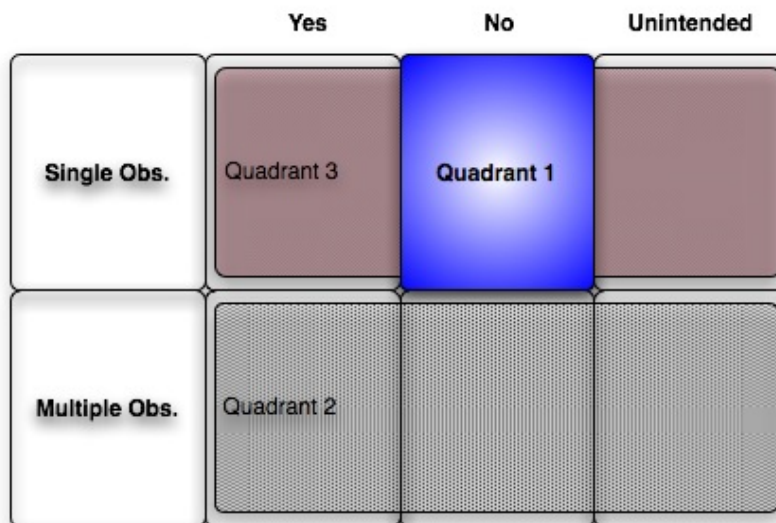 Yes No Unintended
Single Obs. Quadrant 3 Quadrant 1
Multiple Obs. Quadrant 2